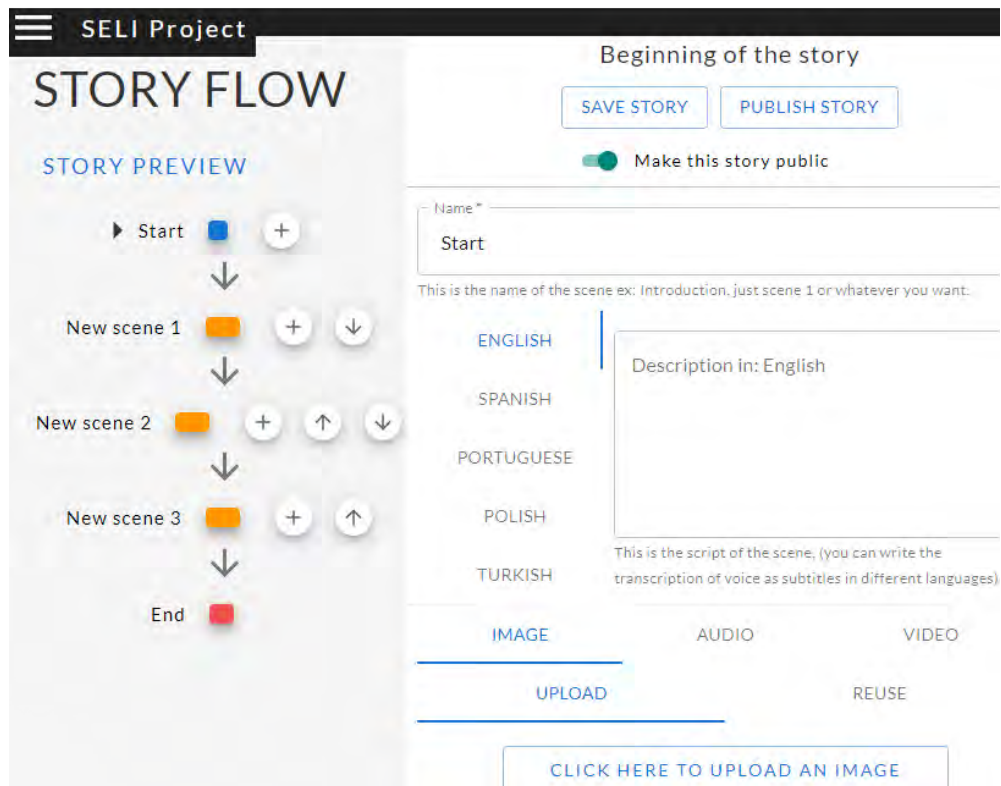 SELI Project
STORY FLOW
STORY PREVIEW
Start
New scene 1
New scene 2
New scene 3
End
Beginning of the story
SAVE STORY
PUBLISH STORY
Make this story public
Name*
Start
This is the name of the scene ex: Introduction, just scene 1 or whatever you want.
ENGLISH
SPANISH
PORTUGUESE
POLISH
TURKISH
Description in: English
This is the script of the scene, (you can write the
transcription of voice as subtitles in different languages)
IMAGE
AUDIO
VIDEO
UPLOAD
REUSE
CLICK HERE TO UPLOAD AN IMAGE